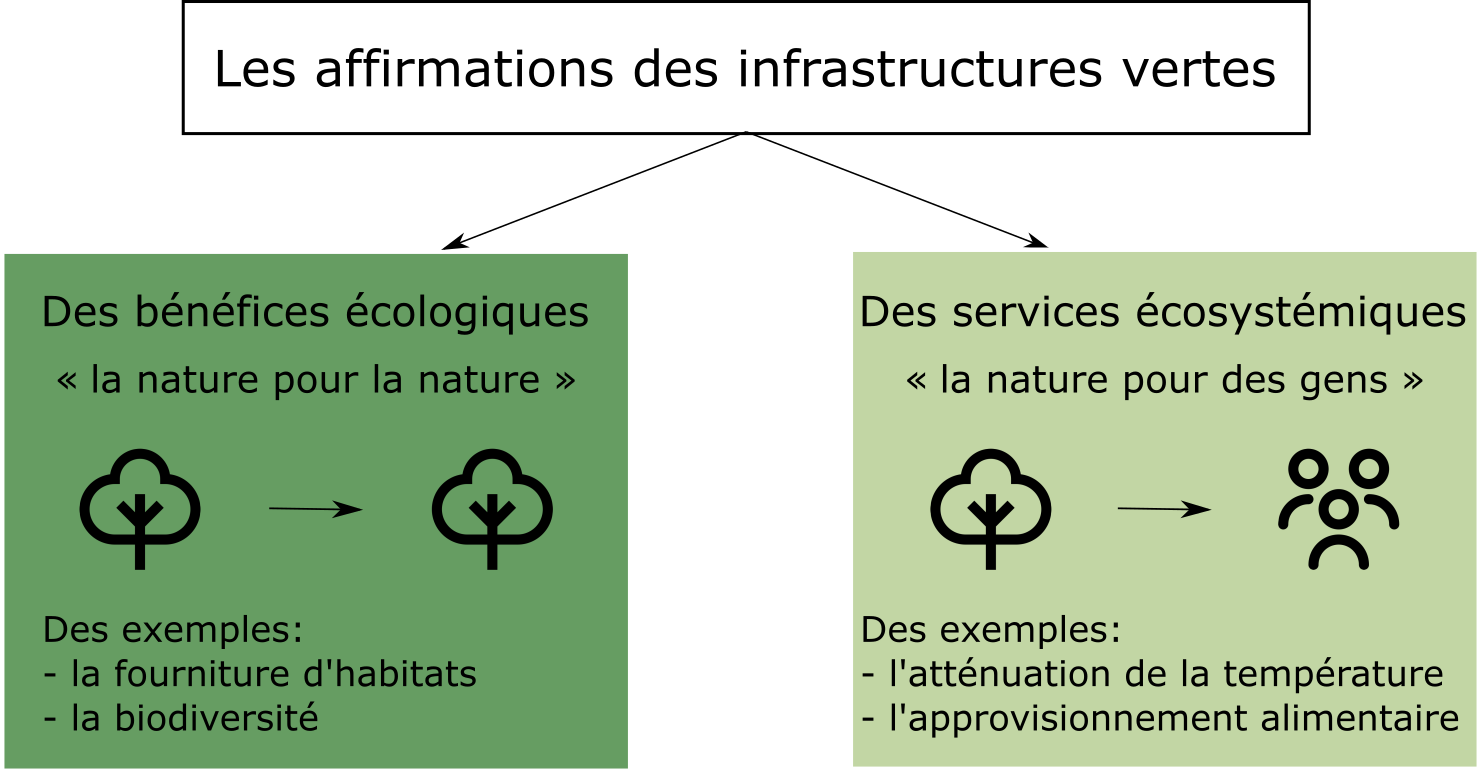 Les affirmations des infrastructures vertes
Des bénéfices écologiques
« la nature pour la nature »
Des exemples:
- la fourniture d'habitats
- la biodiversité
Des services écosystémiques
« la nature pour des gens »
Des exemples:
- l'atténuation de la température
- l'approvisionnement alimentaire